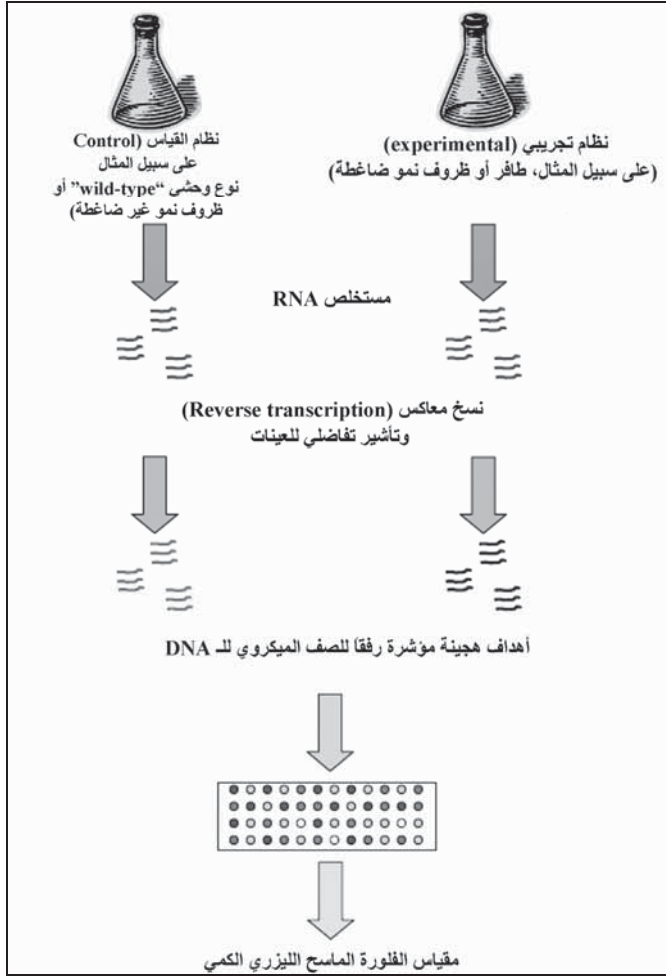 نظام القياس (Control
على سبيل المثال
نوع وحشي “wild-type” أو
ظروف نمو غير ضاغطة)
نظام تجريبي (experimental)
(على سبيل المثال، طافر أو ظروف نمو ضاغطة)
مستخلص RNA
نسخ معاكس (Reverse transcription)
وتأشير تفاضلي للعينات
أهداف هجينة مؤشرة رفقاً للصف الميكروي للـ DNA
مقياس الفلورة الماسح الليزري الكمي